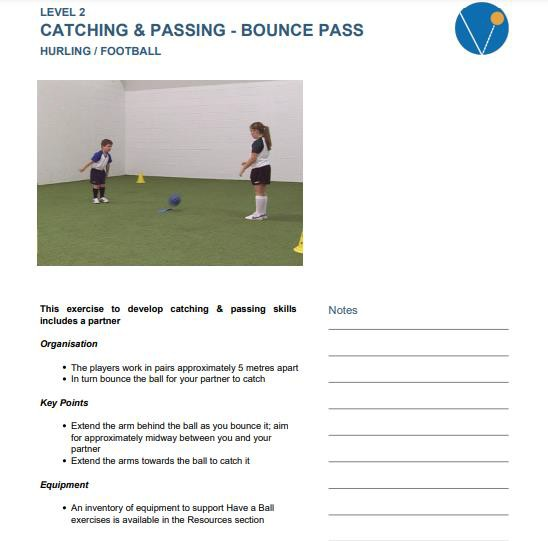 LEVEL 2
CATCHING & PASSING - BOUNCE PASS
HURLING / FOOTBALL
This exercise to develop catching & passing skills
includes a partner
Organisation
• The players work in pairs approximately 5 metres apart
• In turn bounce the ball for your partner to catch
Key Points
• Extend the arm behind the ball as you bounce it; aim
for approximately midway between you and your
partner
• Extend the arms towards the ball to catch it
Equipment
• An inventory of equipment to support Have a Ball
exercises is available in the Resources section
Notes